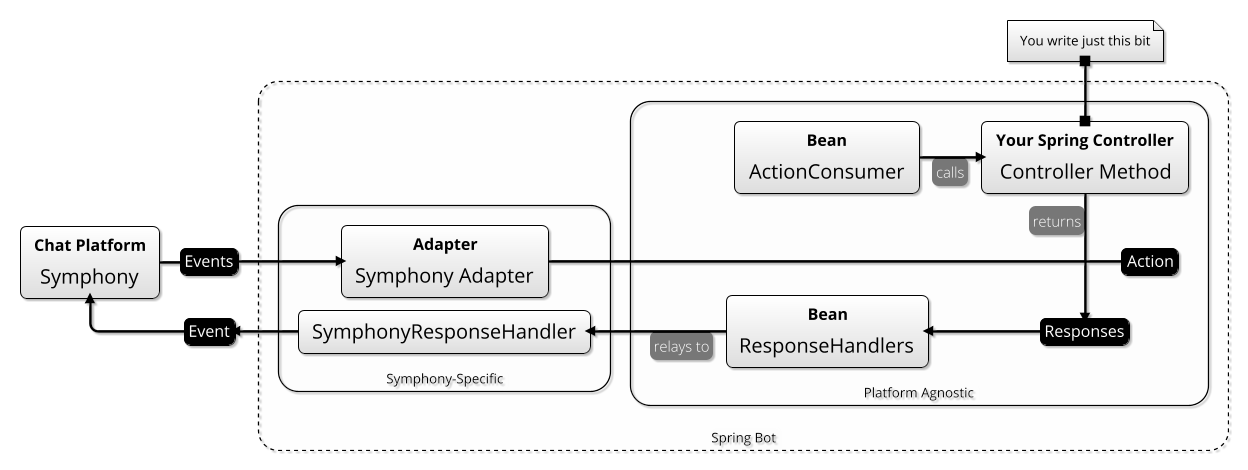 You write just this bit
Bean
ActionConsumer
calls
Your Spring Controller
Controller Method
returns
Chat Platform
Symphony
Events
Adapter
Symphony Adapter
Action
Event
SymphonyResponseHandler
relays to
Bean
ResponseHandlers
Responses
Symphony-Specific
Platform Agnostic
Spring Bot